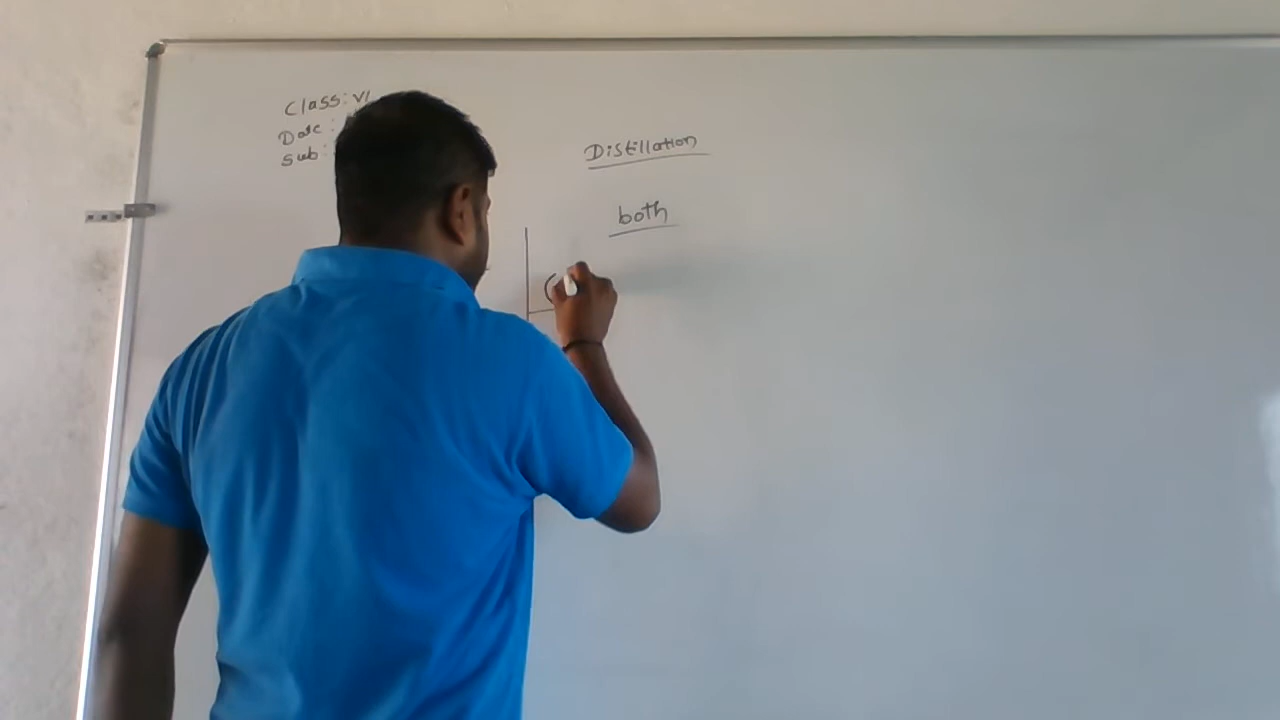 Class: VI
Date:
Sub:
Distillation
both
(